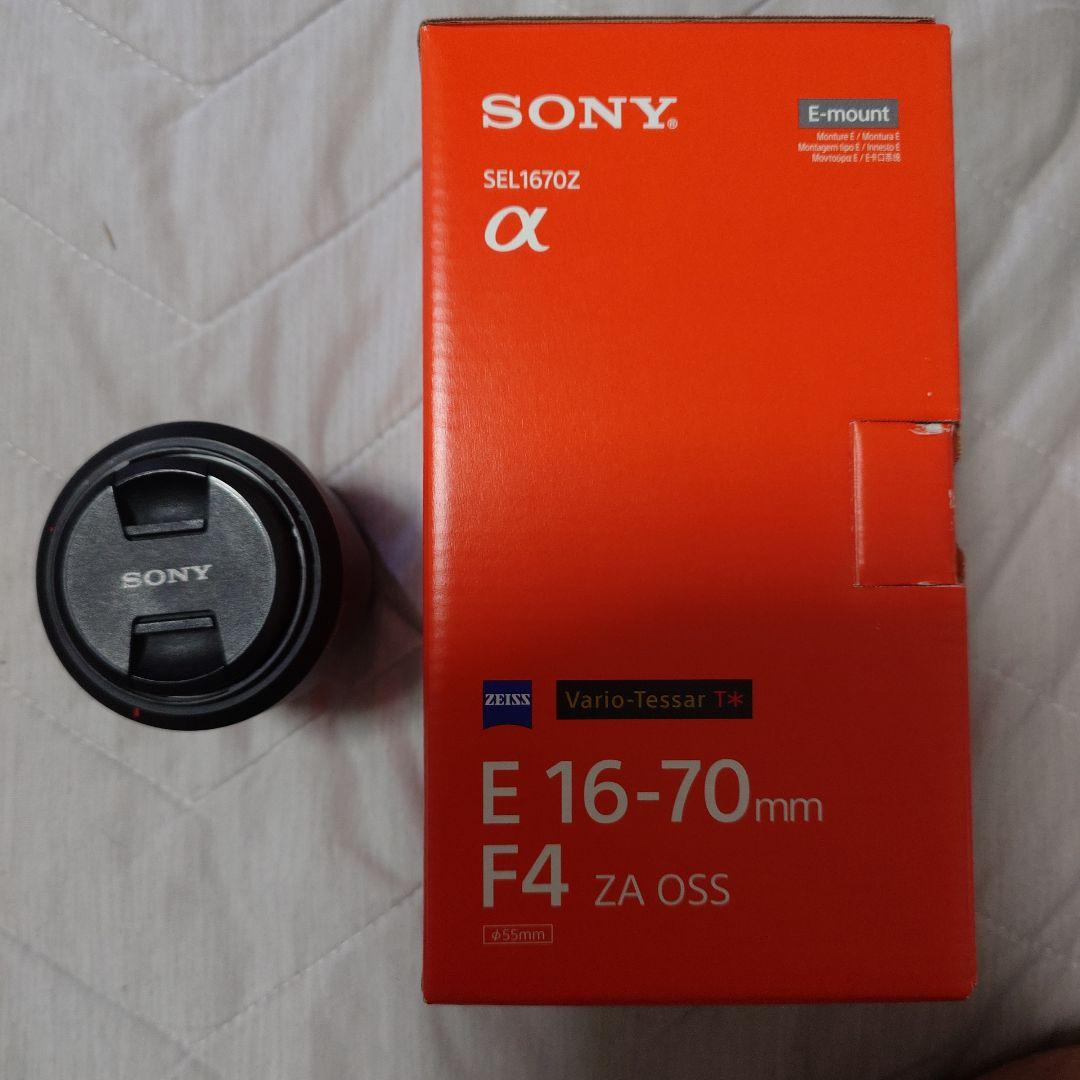 SONY®
E-mount
Monture E / Montura E
Montagem tipo E / Innesto E
Μοντούρα E / E卡口系统
SEL1670Z
α
SONY
ZEISS
Vario-Tessar T*
E 16-70mm
F4 ZA OSS
φ55mm